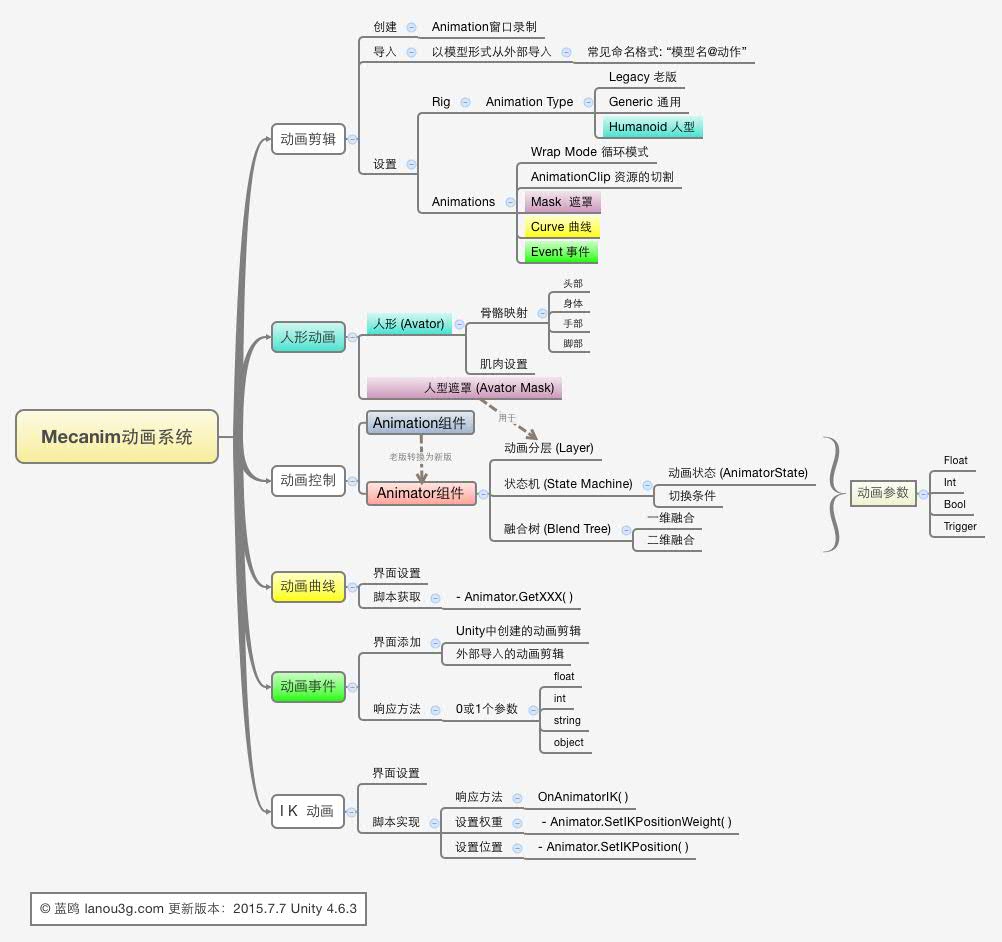 Mecanim动画系统
动画剪辑
创建
Animation窗口录制
导入
以模型形式从外部导入
常见命名格式: “模型名@动作”
设置
Rig
Animation Type
Legacy 老版
Generic 通用
Humanoid 人型
Animations
Wrap Mode 循环模式
AnimationClip 资源的切割
Mask 遮罩
Curve 曲线
Event 事件
人形动画
人形 (Avator)
骨骼映射
头部
身体
手部
脚部
肌肉设置
人型遮罩 (Avator Mask)
用于
动画控制
Animation组件
老版转换为新版
Animator组件
动画分层 (Layer)
状态机 (State Machine)
动画状态 (AnimatorState)
切换条件
融合树 (Blend Tree)
一维融合
二维融合
动画参数
Float
Int
Bool
Trigger
动画曲线
界面设置
脚本获取
- Animator.GetXXX( )
动画事件
界面添加
Unity中创建的动画剪辑
外部导人的动画剪辑
响应方法
0或1个参数
float
int
string
object
I K 动画
界面设置
脚本实现
响应方法
OnAnimatorIK( )
设置权重
- Animator.SetIKPositionWeight( )
设置位置
- Animator.SetIKPosition( )
© 蓝鸥 lanou3g.com 更新版本：2015.7.7 Unity 4.6.3